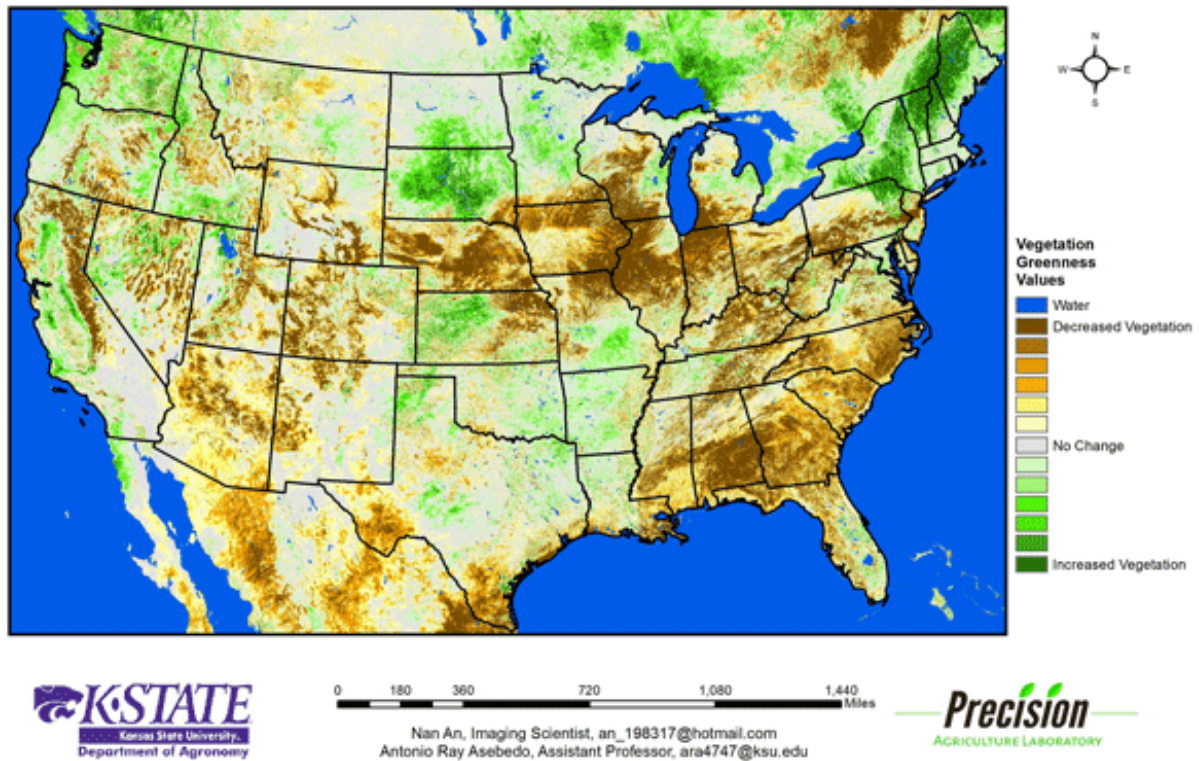 N
W E
S
Vegetation
Greenness
Values
Water
Decreased Vegetation
No Change
Increased Vegetation
K-STATE
Kansas State University.
Department of Agronomy
0 180 360 720 1,080 1,440
Miles
Nan An, Imaging Scientist, an_198317@hotmail.com
Antonio Ray Asebedo, Assistant Professor, ara4747@ksu.edu
Precision
AGRICULTURE LABORATORY